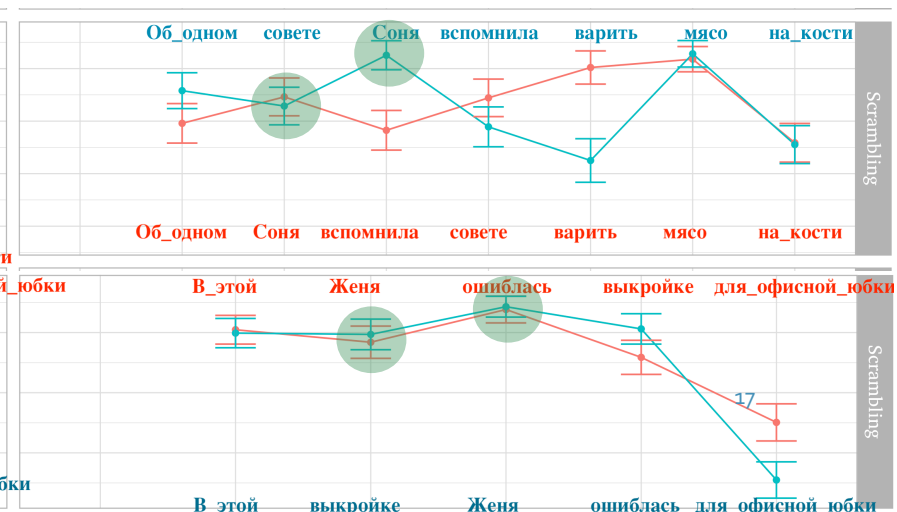 Об_одном совете Соня вспомнила варить мясо на_кости
Scrambling
Об_одном Соня вспомнила совете варить мясо на_кости
и
й_юбки В_этой Женя ошиблась выкройке для_офисной_юбки
17
Scrambling
бки
В_этой выкройке Женя ошиблась для_офисной_юбки